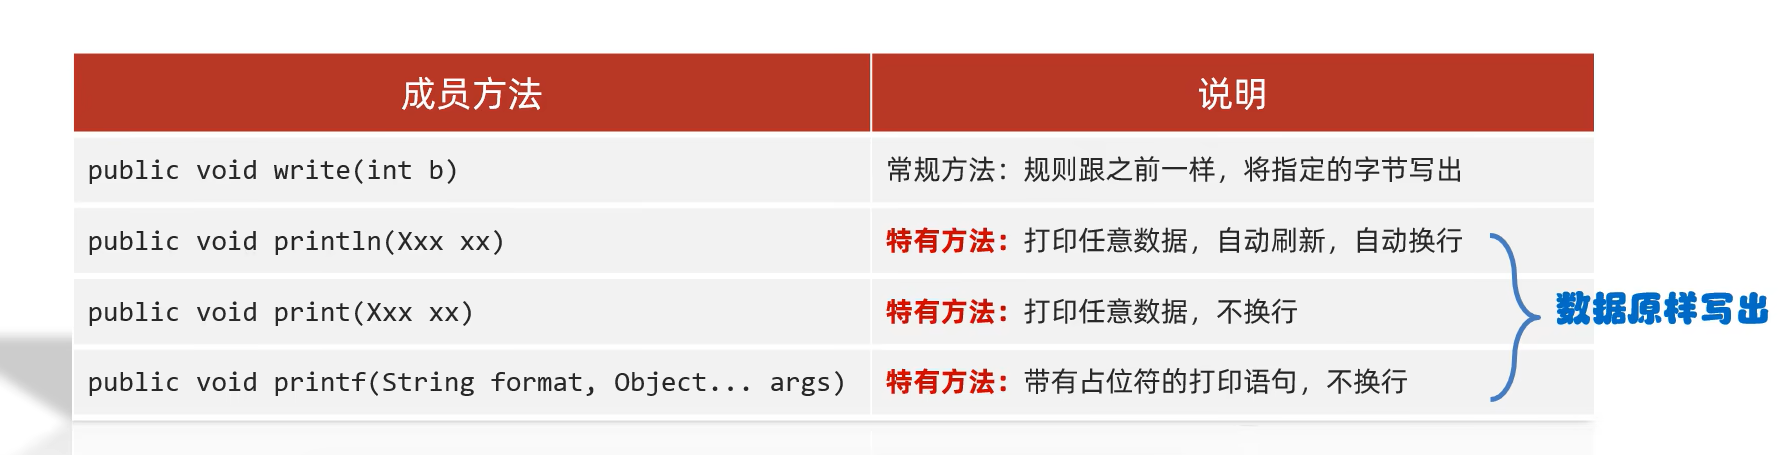 成员方法 说明
public void write(int b) 常规方法：规则跟之前一样，将指定的字节写出
public void println(Xxx xx) 特有方法：打印任意数据，自动刷新，自动换行
public void print(Xxx xx) 特有方法：打印任意数据，不换行
数据原样写出
public void printf(String format, Object... args) 特有方法：带有占位符的打印语句，不换行